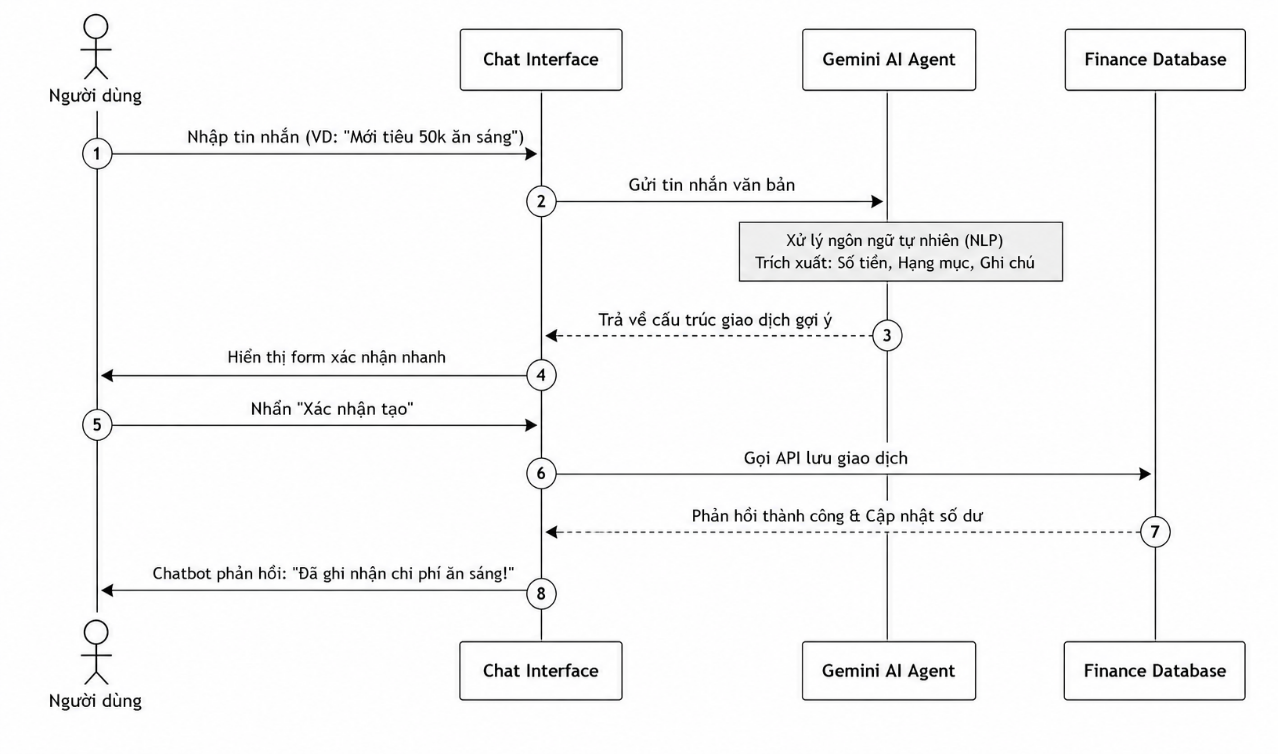 Người dùng
Chat Interface
Gemini AI Agent
Finance Database
1
Nhập tin nhắn (VD: "Mới tiêu 50k ăn sáng")
2
Gửi tin nhắn văn bản
Xử lý ngôn ngữ tự nhiên (NLP)
Trích xuất: Số tiền, Hạng mục, Ghi chú
Trả về cấu trúc giao dịch gợi ý
3
Hiển thị form xác nhận nhanh
4
5
Nhấn "Xác nhận tạo"
6
Gọi API lưu giao dịch
Phản hồi thành công & Cập nhật số dư
7
Chatbot phản hồi: "Đã ghi nhận chi phí ăn sáng!"
8
Người dùng
Chat Interface
Gemini AI Agent
Finance Database